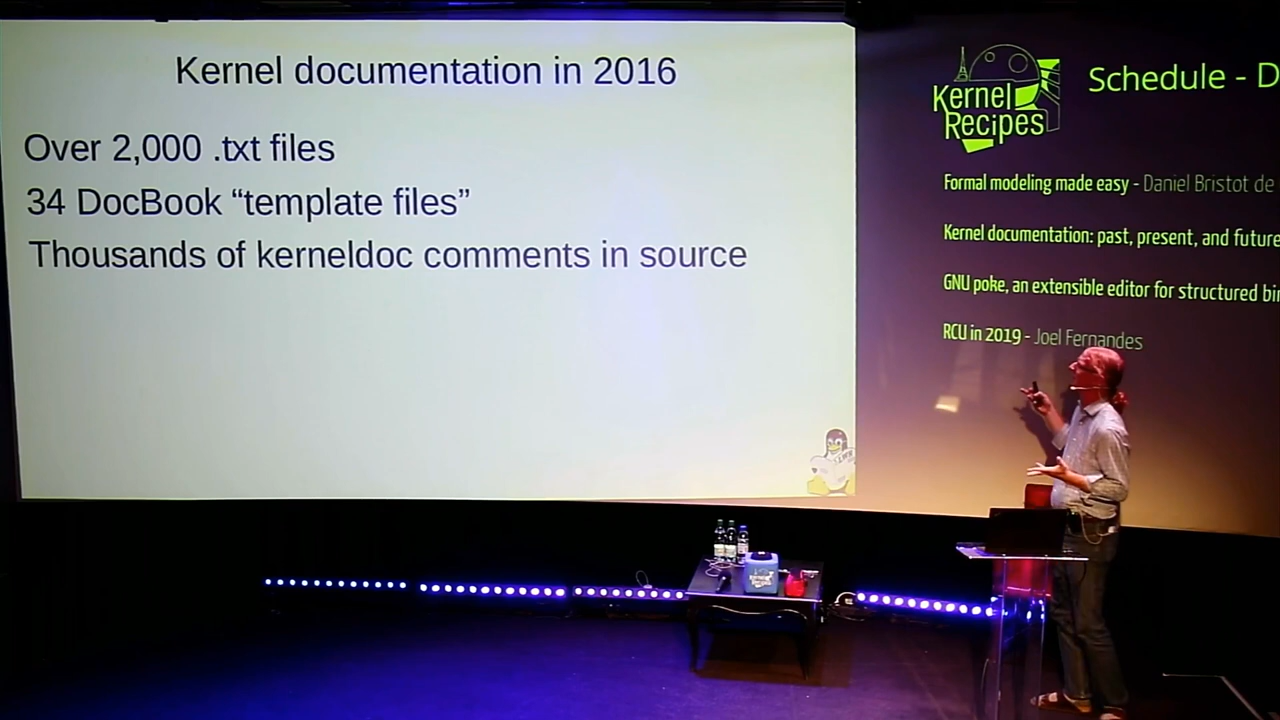 Kernel documentation in 2016
Over 2,000 .txt files
34 DocBook “template files”
Thousands of kerneldoc comments in source
Kernel
Recipes
Schedule - D
Formal modeling made easy - Daniel Bristot de
Kernel documentation: past, present, and future
GNU poke, an extensible editor for structured bi
RCU in 2019 - Joel Fernandes